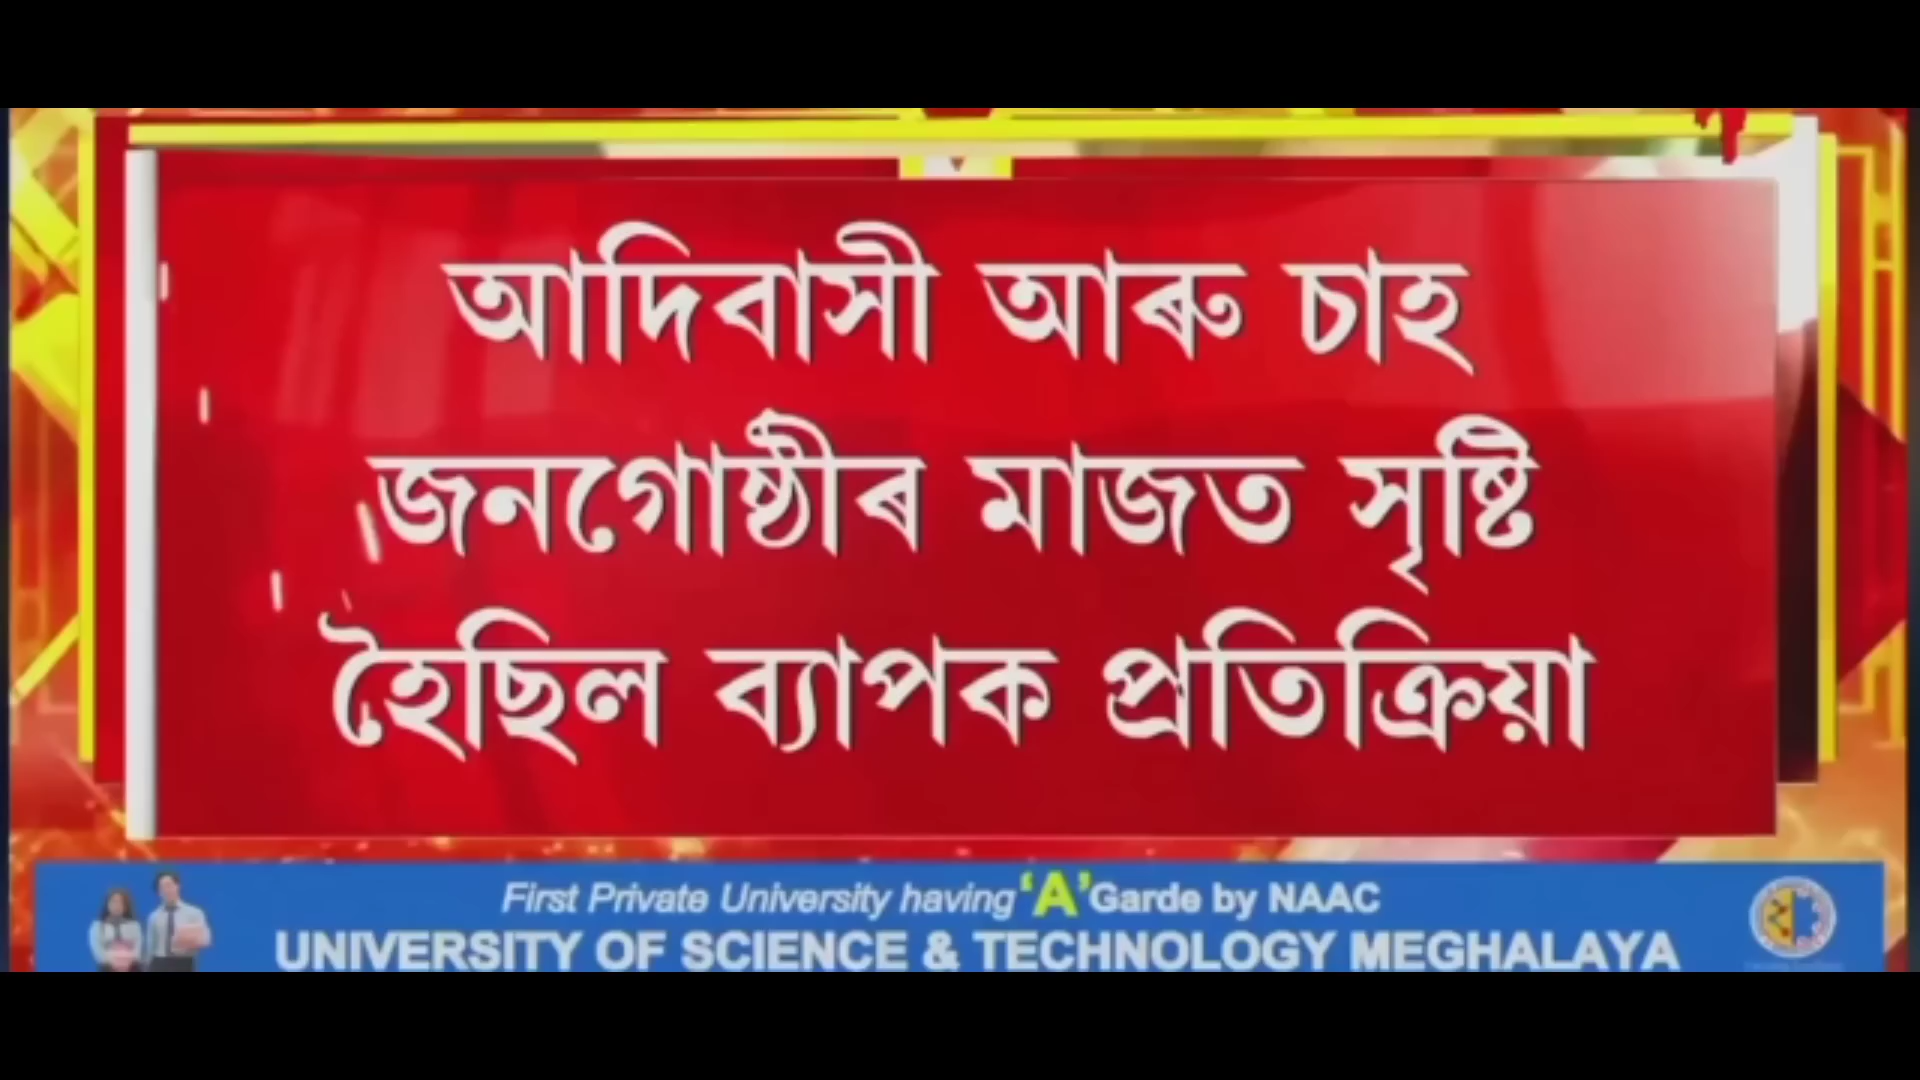 আদিবাসী আৰু চাহ
জনগোষ্ঠীৰ মাজত সৃষ্টি
হৈছিল ব্যাপক প্ৰতিক্ৰিয়া
First Private University having 'A' Garde by NAAC
UNIVERSITY OF SCIENCE & TECHNOLOGY MEGHALAYA